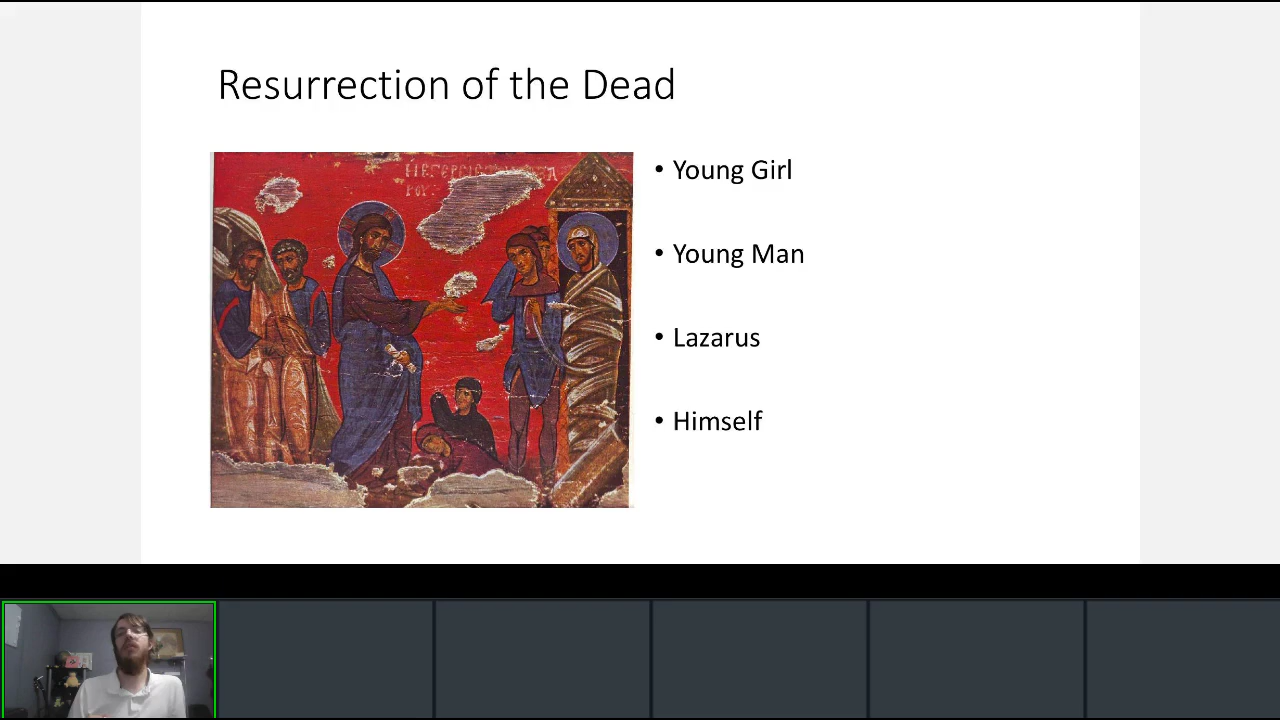 Resurrection of the Dead
• Young Girl
• Young Man
• Lazarus
• Himself